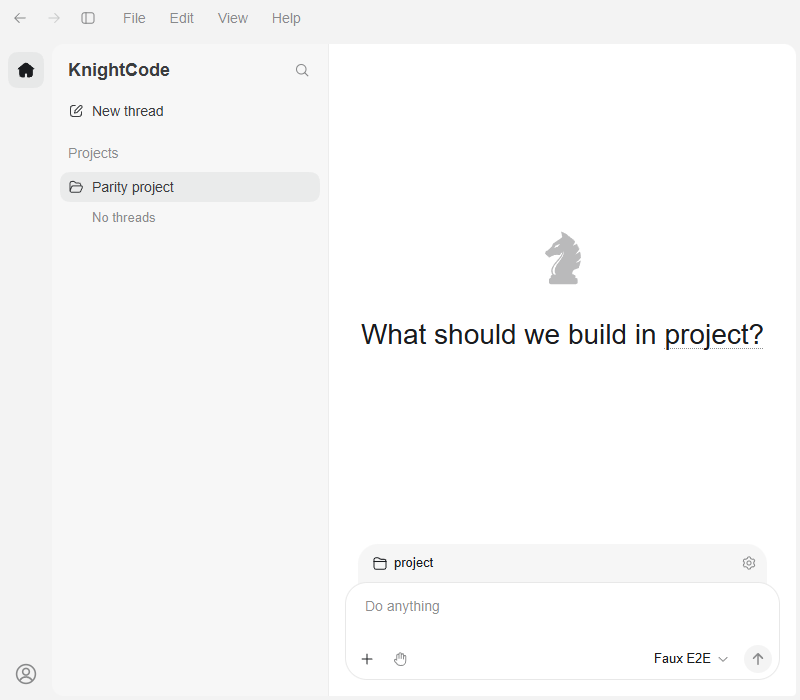 File Edit View Help
KnightCode
New thread
Projects
Parity project
No threads
What should we build in project?
project
Do anything
Faux E2E